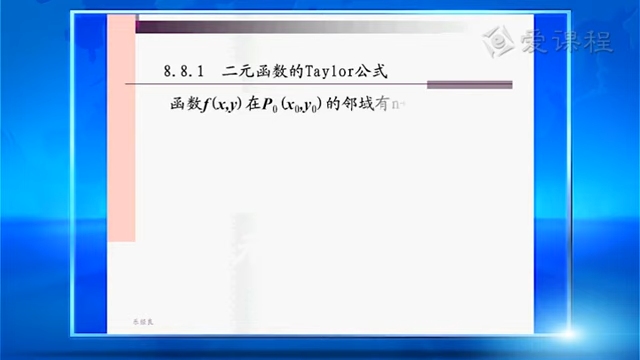 爱课程
8.8.1 二元函数的Taylor公式
函数f(x,y)在P₀(x₀,y₀)的邻域有n